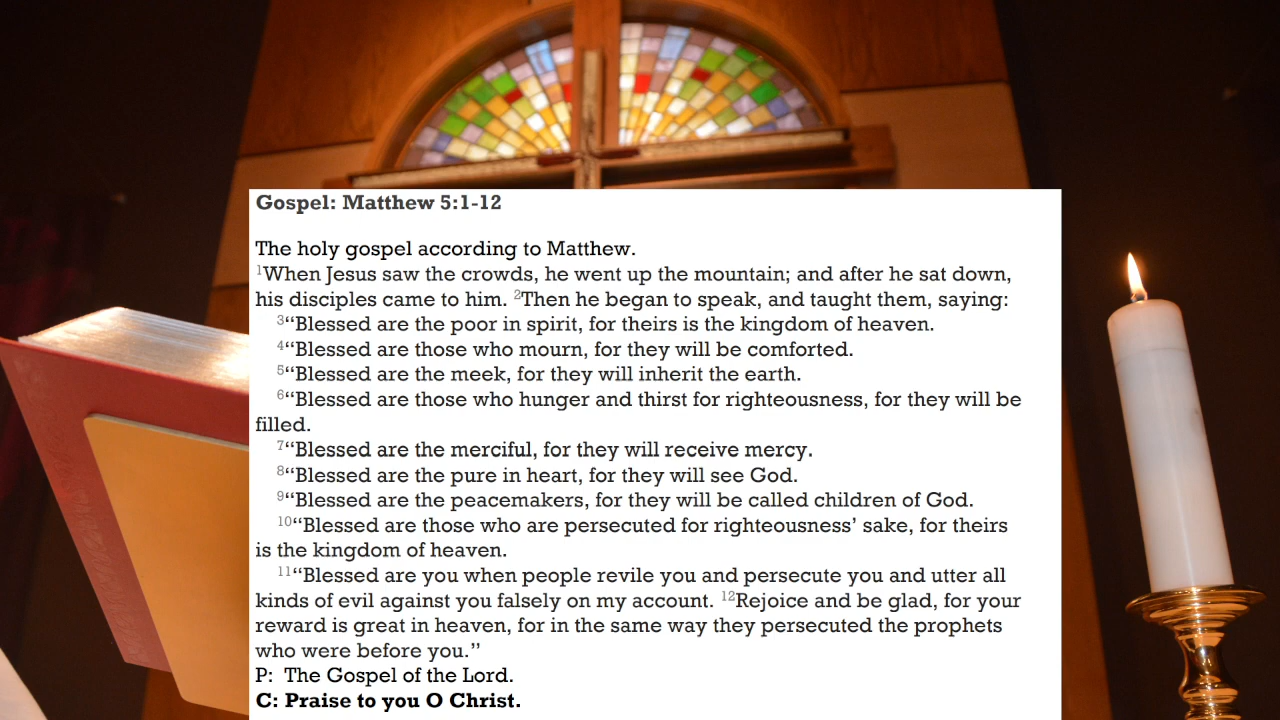 Gospel: Matthew 5:1-12
The holy gospel according to Matthew.
1When Jesus saw the crowds, he went up the mountain; and after he sat down,
his disciples came to him. 2Then he began to speak, and taught them, saying:
3“Blessed are the poor in spirit, for theirs is the kingdom of heaven.
4“Blessed are those who mourn, for they will be comforted.
5“Blessed are the meek, for they will inherit the earth.
6“Blessed are those who hunger and thirst for righteousness, for they will be
filled.
7“Blessed are the merciful, for they will receive mercy.
8“Blessed are the pure in heart, for they will see God.
9“Blessed are the peacemakers, for they will be called children of God.
10“Blessed are those who are persecuted for righteousness’ sake, for theirs
is the kingdom of heaven.
11“Blessed are you when people revile you and persecute you and utter all
kinds of evil against you falsely on my account. 12Rejoice and be glad, for your
reward is great in heaven, for in the same way they persecuted the prophets
who were before you.”
P: The Gospel of the Lord.
C: Praise to you O Christ.